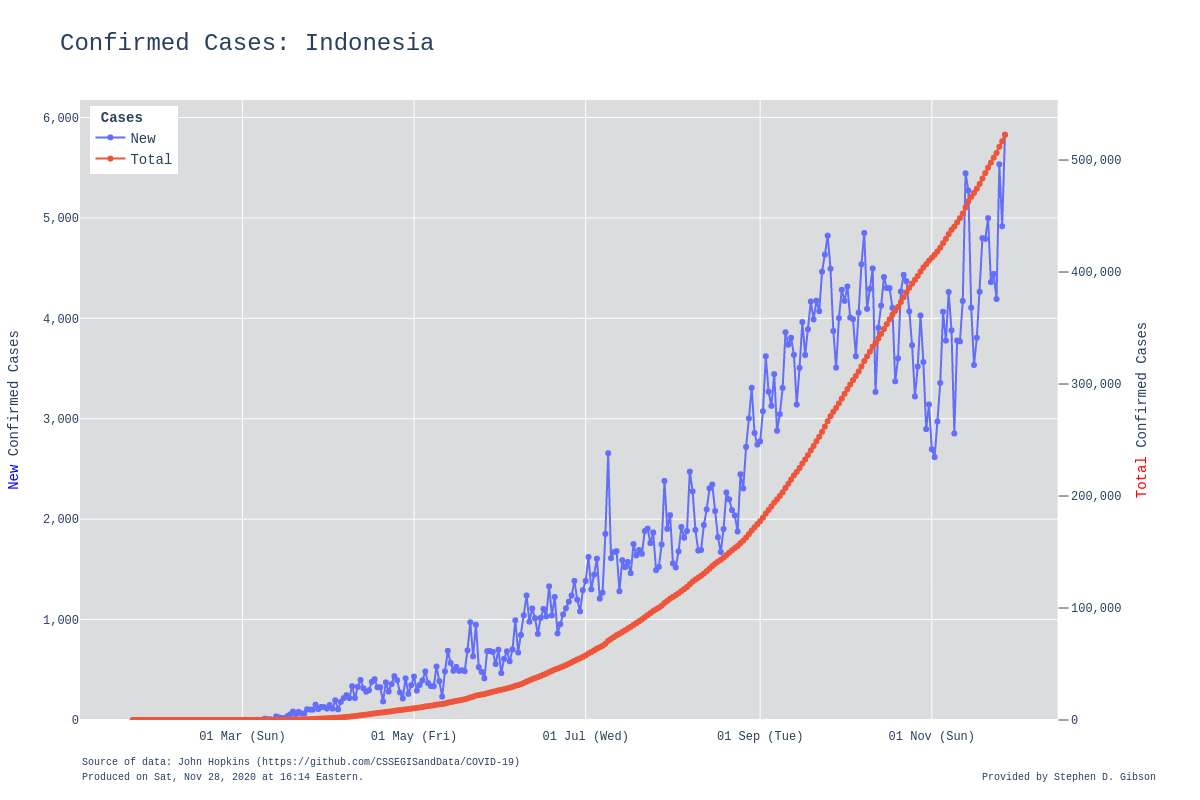 Confirmed Cases: Indonesia
Cases
New
Total
6,000
5,000
4,000
3,000
2,000
1,000
0
New Confirmed Cases
500,000
400,000
300,000
200,000
100,000
0
Total Confirmed Cases
01 Mar (Sun) 01 May (Fri) 01 Jul (Wed) 01 Sep (Tue) 01 Nov (Sun)
Source of data: John Hopkins (https://github.com/CSSEGISandData/COVID-19)
Produced on Sat, Nov 28, 2020 at 16:14 Eastern.
Provided by Stephen D. Gibson